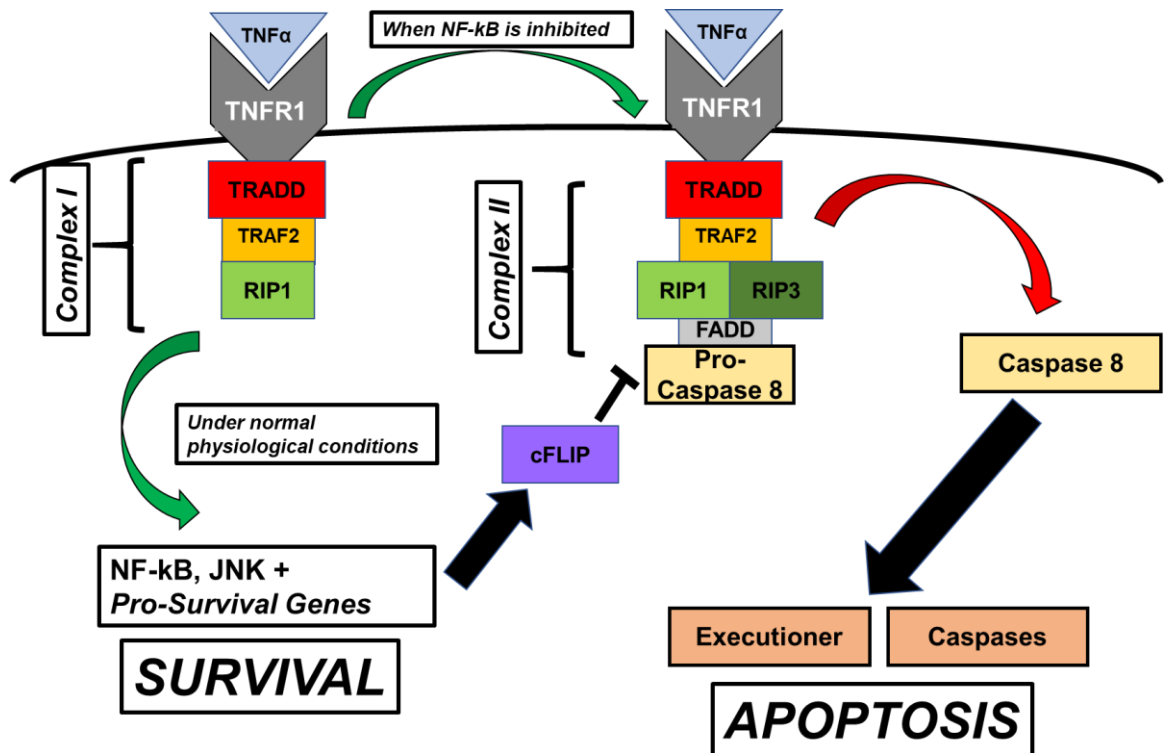 TNFα
When NF-kB is inhibited
TNFα
TNFR1
TNFR1
Complex I
TRADD
TRAF2
RIP1
Complex II
TRADD
TRAF2
RIP1
RIP3
FADD
Pro-
Caspase 8
Caspase 8
Under normal
physiological conditions
cFLIP
NF-kB, JNK +
Pro-Survival Genes
SURVIVAL
Executioner
Caspases
APOPTOSIS